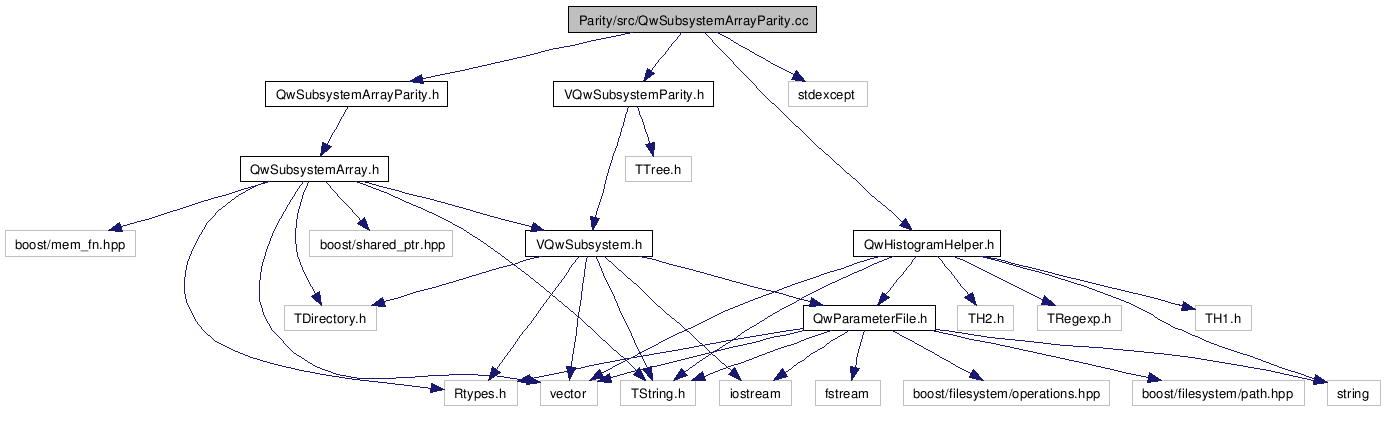 Parity/src/QwSubsystemArrayParity.cc
QwSubsystemArrayParity.h
VQwSubsystemParity.h
stdexcept
QwSubsystemArray.h
TTree.h
boost/mem_fn.hpp
boost/shared_ptr.hpp
VQwSubsystem.h
QwHistogramHelper.h
TDirectory.h
QwParameterFile.h
TH2.h
TRegexp.h
TH1.h
Rtypes.h
vector
TString.h
iostream
fstream
boost/filesystem/operations.hpp
boost/filesystem/path.hpp
string